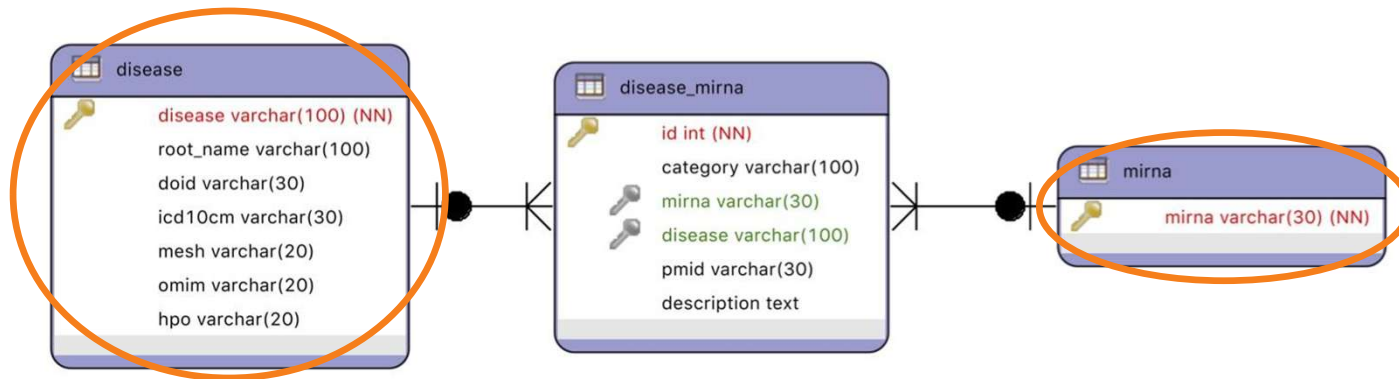 disease
disease varchar(100) (NN)
root_name varchar(100)
doid varchar(30)
icd10cm varchar(30)
mesh varchar(20)
omim varchar(20)
hpo varchar(20)
disease_mirna
id int (NN)
category varchar(100)
mirna varchar(30)
disease varchar(100)
pmid varchar(30)
description text
mirna
mirna varchar(30) (NN)